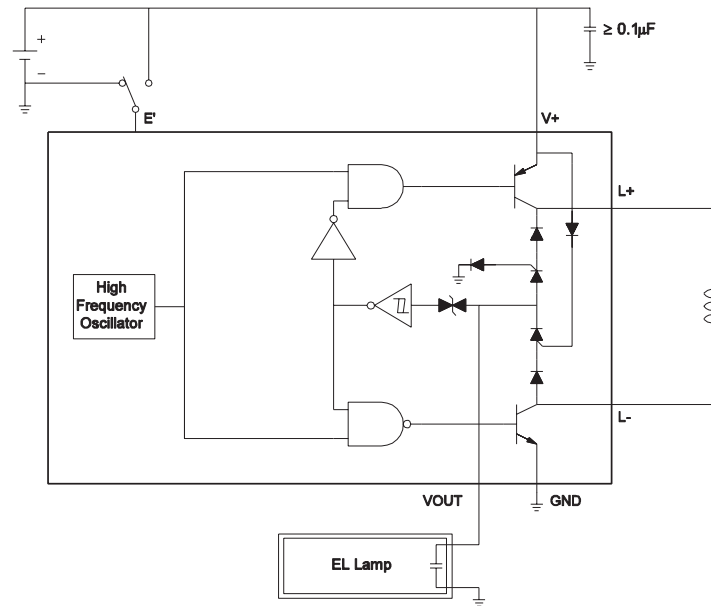 +
≥ 0.1µF
−
E'
V+
L+
High
Frequency
Oscillator
L-
VOUT
GND
EL Lamp